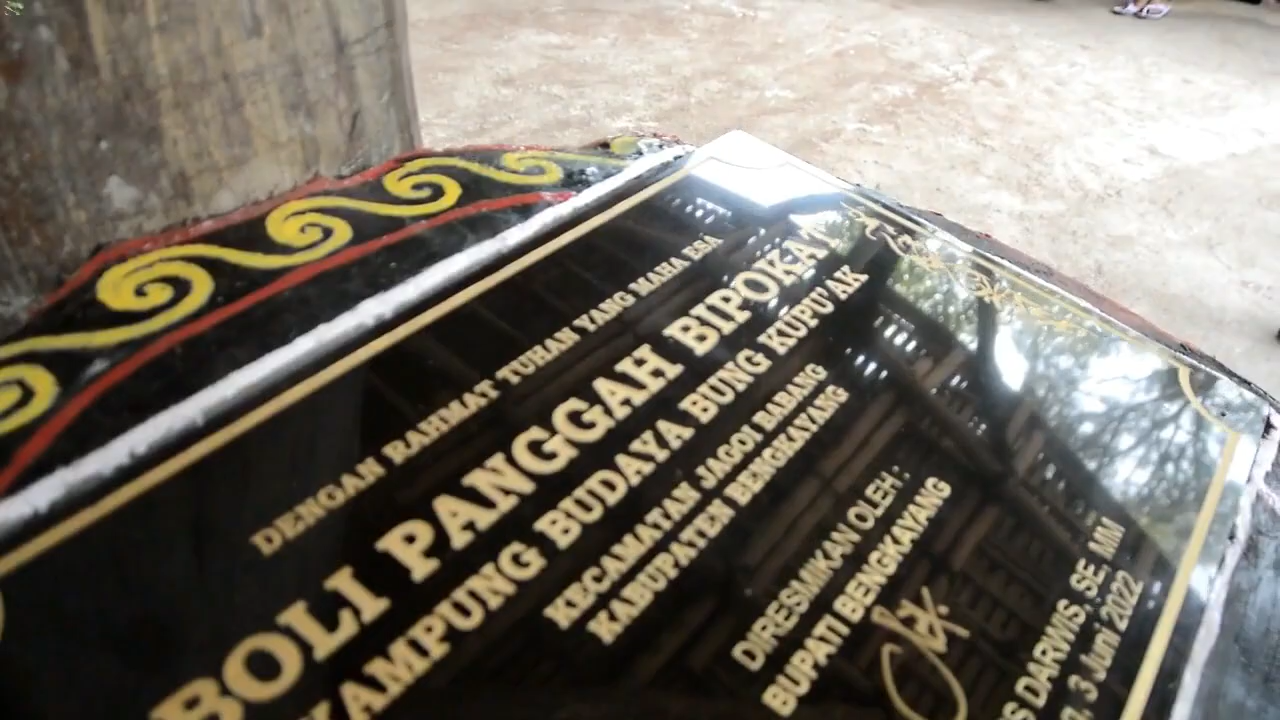 DENGAN RAHMAT TUHAN YANG MAHA ESA
BOLI PANGGAH BIPOKAT
KAMPUNG BUDAYA BUNG KUPU'AK
KECAMATAN JAGOI BABANG
KABUPATEN BENGKAYANG
DIRESMIKAN OLEH :
BUPATI BENGKAYANG
DARWIS, SE. MM
3 Juni 2022